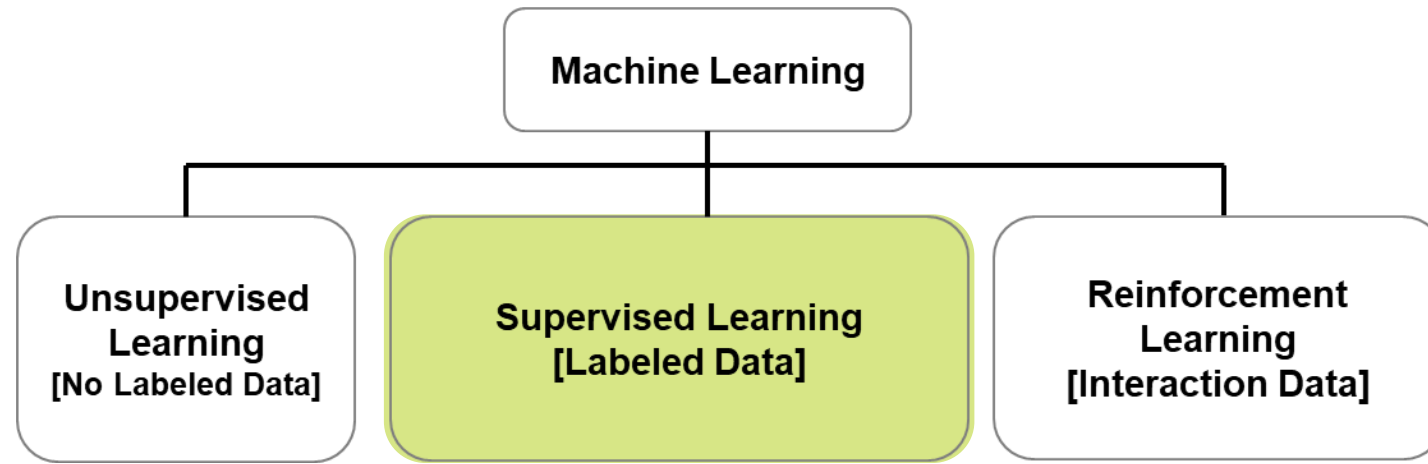 Machine Learning
Unsupervised
Learning
[No Labeled Data]
Supervised Learning
[Labeled Data]
Reinforcement
Learning
[Interaction Data]